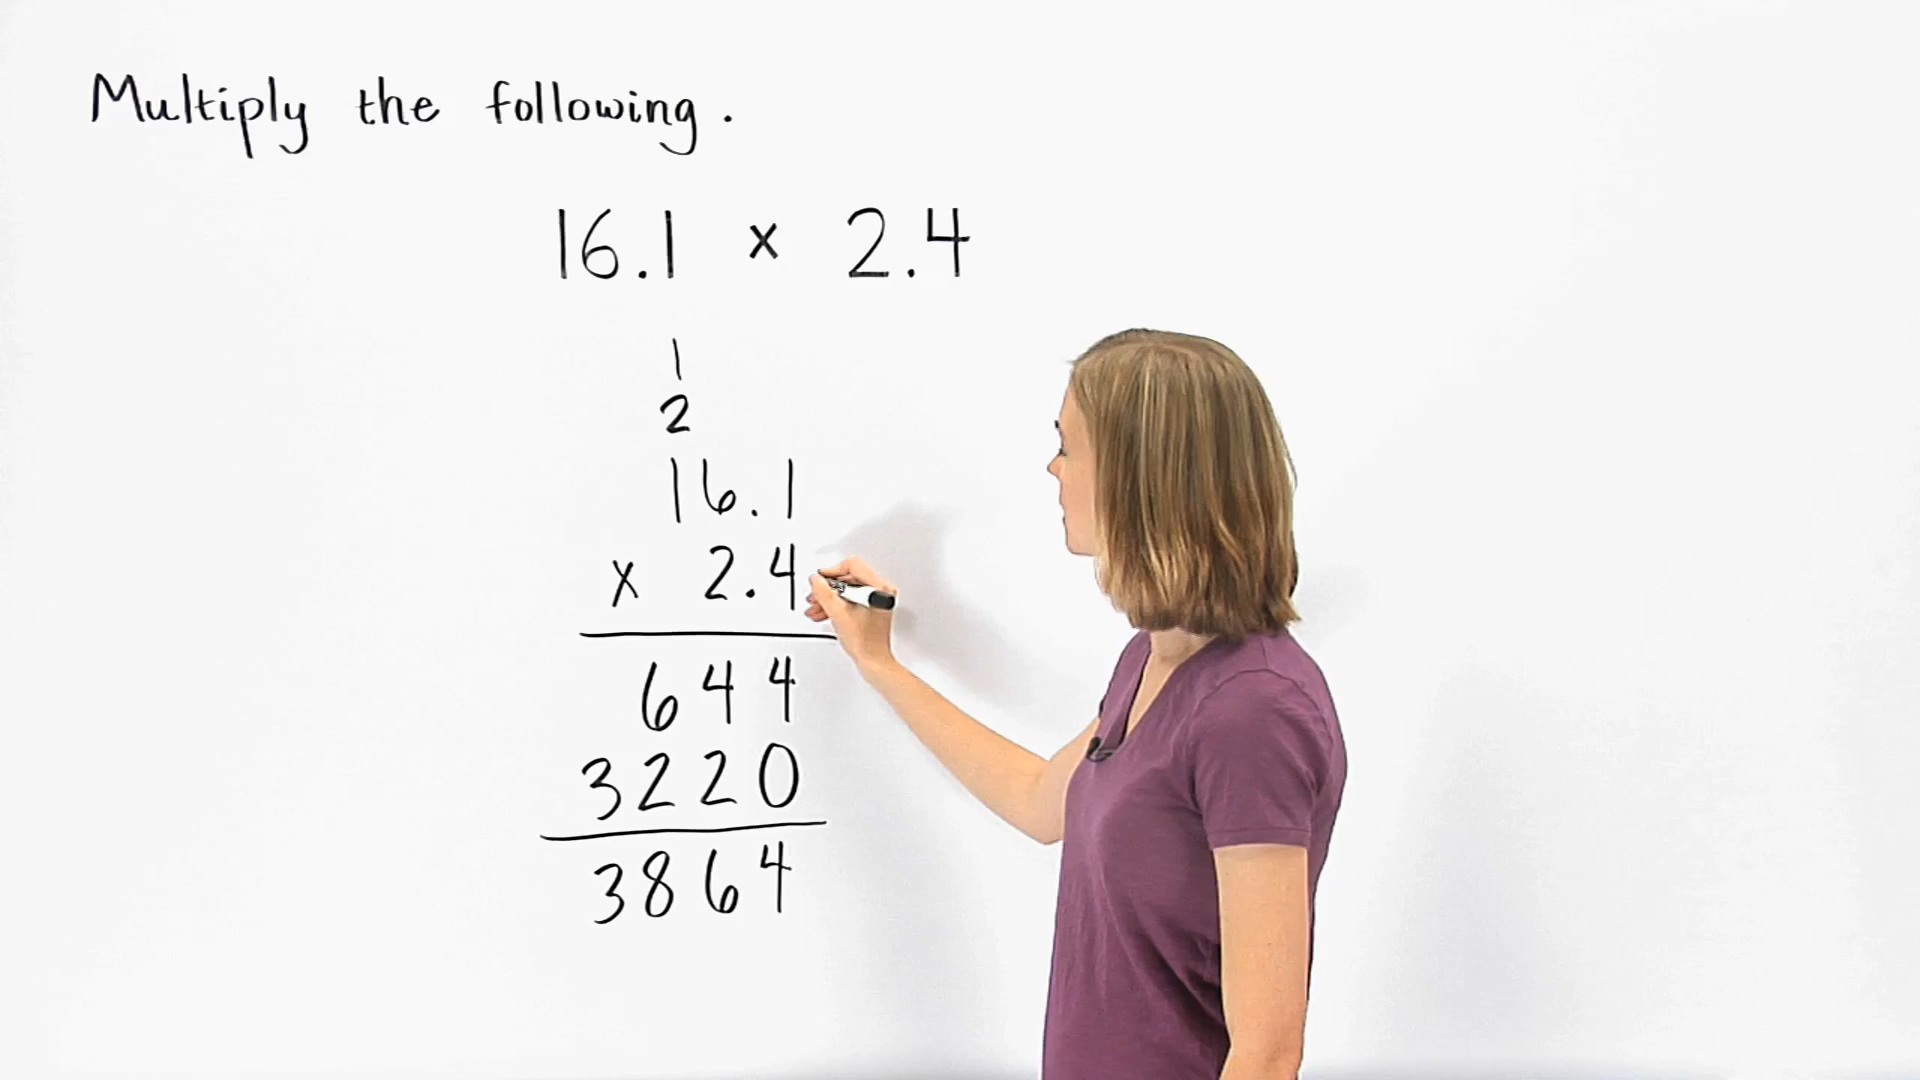 Multiply the following.
16.1 x 2.4
1
2
16.1
x 2.4
644
3220
3864